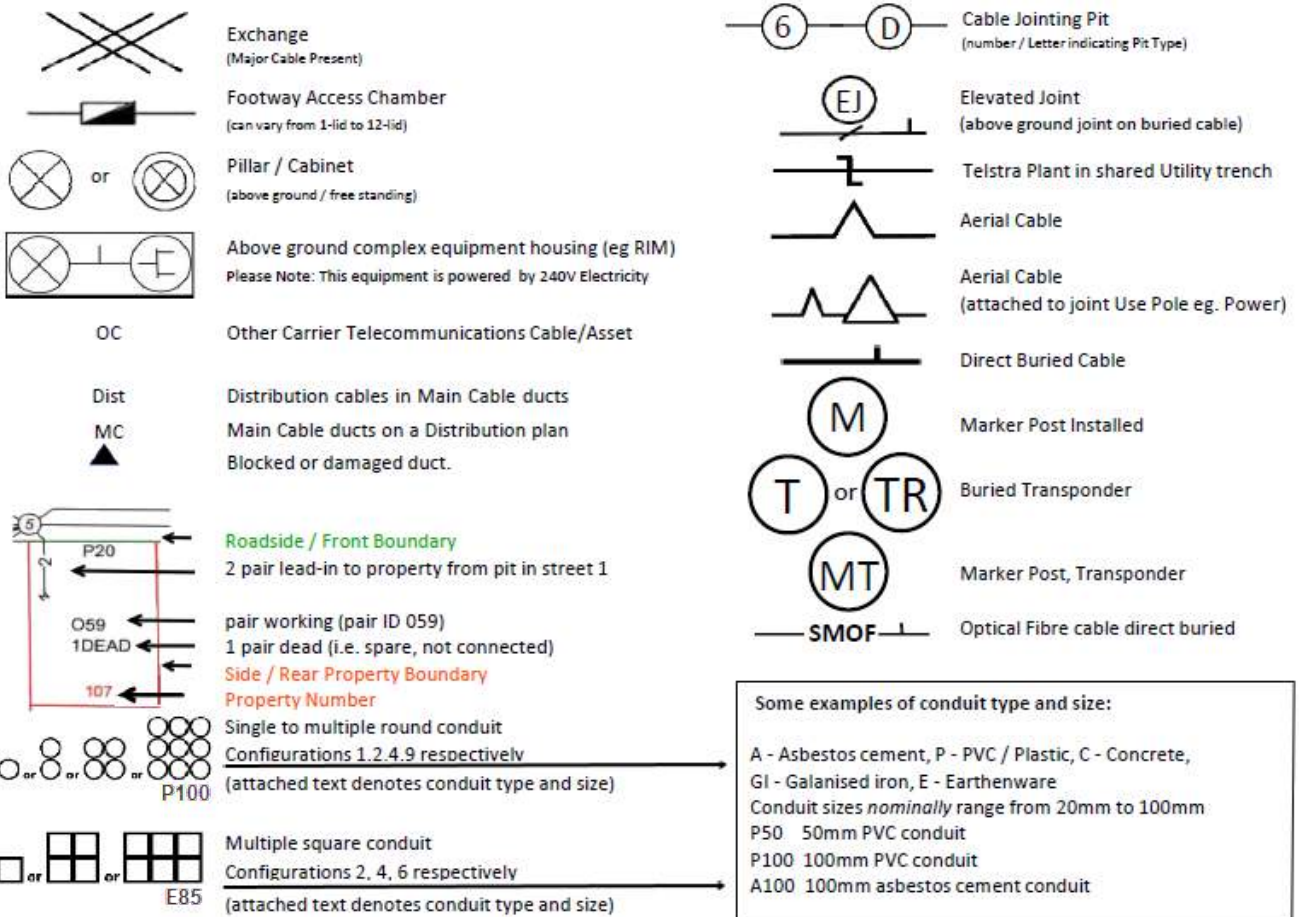 Exchange
(Major Cable Present)
Footway Access Chamber
(can vary from 1-lid to 12-lid)
or
Pillar / Cabinet
(above ground / free standing)
Above ground complex equipment housing (eg RIM)
Please Note: This equipment is powered by 240V Electricity
OC Other Carrier Telecommunications Cable/Asset
Dist Distribution cables in Main Cable ducts
MC Main Cable ducts on a Distribution plan
Blocked or damaged duct.
5
Roadside / Front Boundary
P20
2
2 pair lead-in to property from pit in street 1
O59 pair working (pair ID 059)
1DEAD 1 pair dead (i.e. spare, not connected)
Side / Rear Property Boundary
107 Property Number
Single to multiple round conduit
Configurations 1.2.4.9 respectively
or or or
P100 (attached text denotes conduit type and size)
Multiple square conduit
or or
Configurations 2, 4, 6 respectively
E85
(attached text denotes conduit type and size)
6 D Cable Jointing Pit
(number / Letter indicating Pit Type)
EJ Elevated Joint
(above ground joint on buried cable)
Telstra Plant in shared Utility trench
Aerial Cable
Aerial Cable
(attached to joint Use Pole eg. Power)
Direct Buried Cable
M Marker Post Installed
T or TR Buried Transponder
MT Marker Post, Transponder
SMOF Optical Fibre cable direct buried
Some examples of conduit type and size:
A - Asbestos cement, P - PVC / Plastic, C - Concrete,
GI - Galanised iron, E - Earthenware
Conduit sizes nominally range from 20mm to 100mm
P50 50mm PVC conduit
P100 100mm PVC conduit
A100 100mm asbestos cement conduit